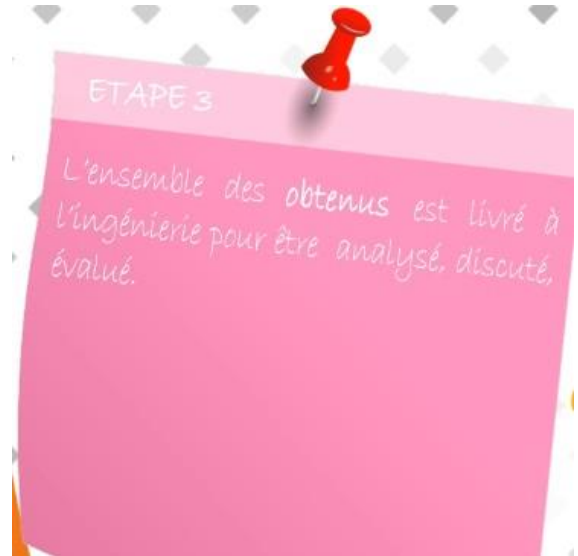 ETAPE 3
L'ensemble des obtenus est livré à
l'ingénierie pour être analysé, discuté,
évalué.